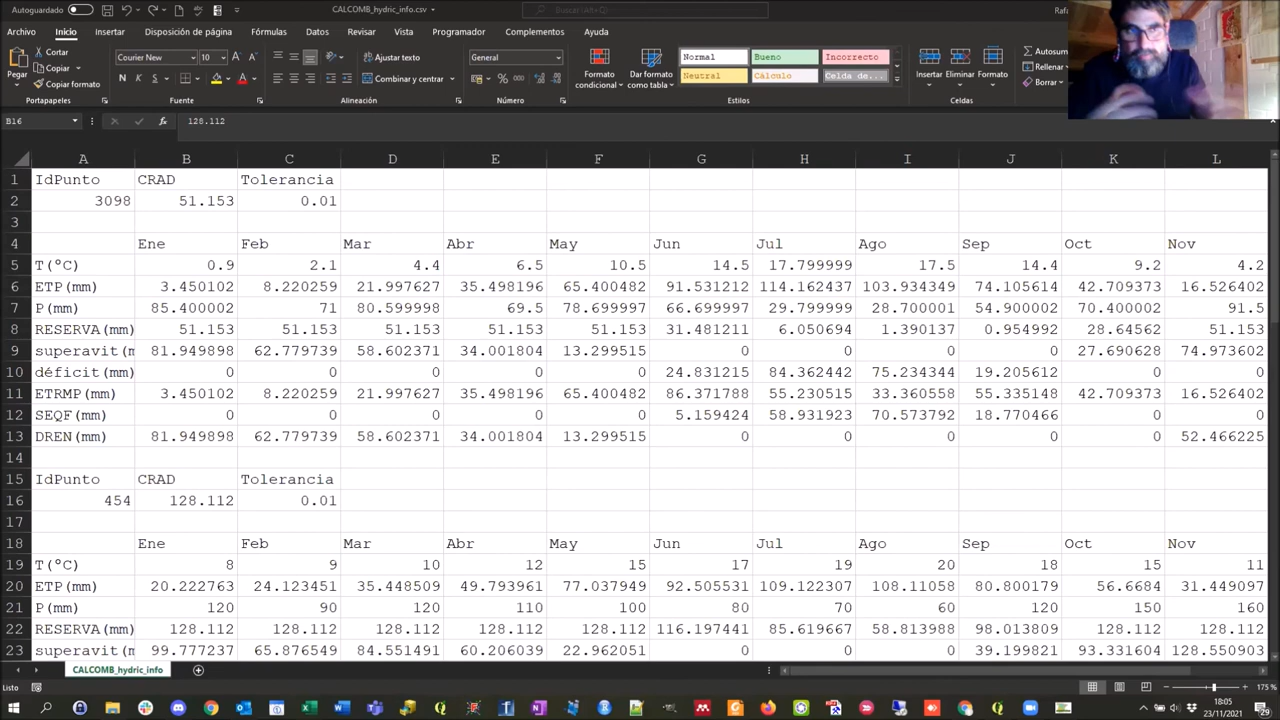 Autoguardado CALCOMB_hydric_info.csv Buscar (Alt+Q) Rafa
Archivo Inicio Insertar Disposición de página Fórmulas Datos Revisar Vista Programador Complementos Ayuda
Pegar Cortar Copiar Copiar formato Courier New 10 N K S Ajustar texto Combinar y centrar General Formato condicional Dar formato como tabla Normal Bueno Incorrecto Neutral Cálculo Celda de... Insertar Eliminar Formato Autosum Rellenar Borrar
Portapapeles Fuente Alineación Número Estilos Celdas
B16 128.112
A B C D E F G H I J K L
1 IdPunto CRAD Tolerancia
2 3098 51.153 0.01
3
4 Ene Feb Mar Abr May Jun Jul Ago Sep Oct Nov
5 T(ºC) 0.9 2.1 4.4 6.5 10.5 14.5 17.799999 17.5 14.4 9.2 4.2
6 ETP(mm) 3.450102 8.220259 21.997627 35.498196 65.400482 91.531212 114.162437 103.934349 74.105614 42.709373 16.526402
7 P(mm) 85.400002 71 80.599998 69.5 78.699997 66.699997 29.799999 28.700001 54.900002 70.400002 91.5
8 RESERVA(mm) 51.153 51.153 51.153 51.153 51.153 31.481211 6.050694 1.390137 0.954992 28.64562 51.153
9 superavit(m 81.949898 62.779739 58.602371 34.001804 13.299515 0 0 0 0 27.690628 74.973602
10 déficit(mm) 0 0 0 0 0 24.831215 84.362442 75.234344 19.205612 0 0
11 ETRMP(mm) 3.450102 8.220259 21.997627 35.498196 65.400482 86.371788 55.230515 33.360558 55.335148 42.709373 16.526402
12 SEQF(mm) 0 0 0 0 0 5.159424 58.931923 70.573792 18.770466 0 0
13 DREN(mm) 81.949898 62.779739 58.602371 34.001804 13.299515 0 0 0 0 0 52.466225
14
15 IdPunto CRAD Tolerancia
16 454 128.112 0.01
17
18 Ene Feb Mar Abr May Jun Jul Ago Sep Oct Nov
19 T(ºC) 8 9 10 12 15 17 19 20 18 15 11
20 ETP(mm) 20.222763 24.123451 35.448509 49.793961 77.037949 92.505531 109.122307 108.11058 80.800179 56.6684 31.449097
21 P(mm) 120 90 120 110 100 80 70 60 120 150 160
22 RESERVA(mm) 128.112 128.112 128.112 128.112 128.112 116.197441 85.619667 58.813988 98.013809 128.112 128.112
23 superavit(m 99.777237 65.876549 84.551491 60.206039 22.962051 0 0 0 39.199821 93.331604 128.550903
CALCOMB_hydric_info
Listo 175 %
18:05
23/11/2021 29